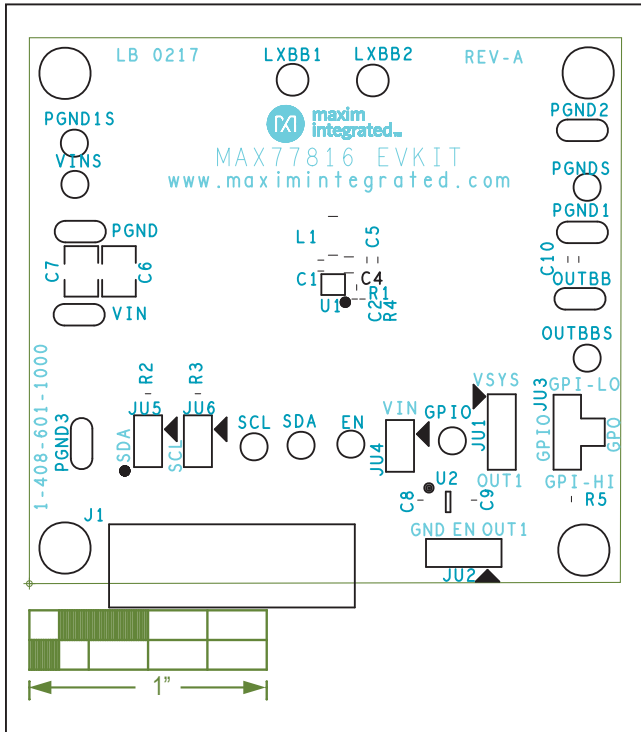 LB 0217
LXBB1
LXBB2
REV-A
PGND1S
VINS
maxim
integrated™
MAX77816 EVKIT
www.maximintegrated.com
PGND2
PGNDS
PGND1
PGND
C7
C6
VIN
L1
C5
C1
C4
U1
R1
C2
R4
C10
OUTBB
OUTBBS
1-408-601-1000
R2
R3
JU5
JU6
SDA
SCL
PGND3
SCL
SDA
EN
VIN
JU4
GPIO
VSYS
JU1
OUT1
JU3
GPI-LO
GPIO
GPO
GPI-HI
R5
U2
C8
C9
J1
GND EN OUT1
JU2
1”